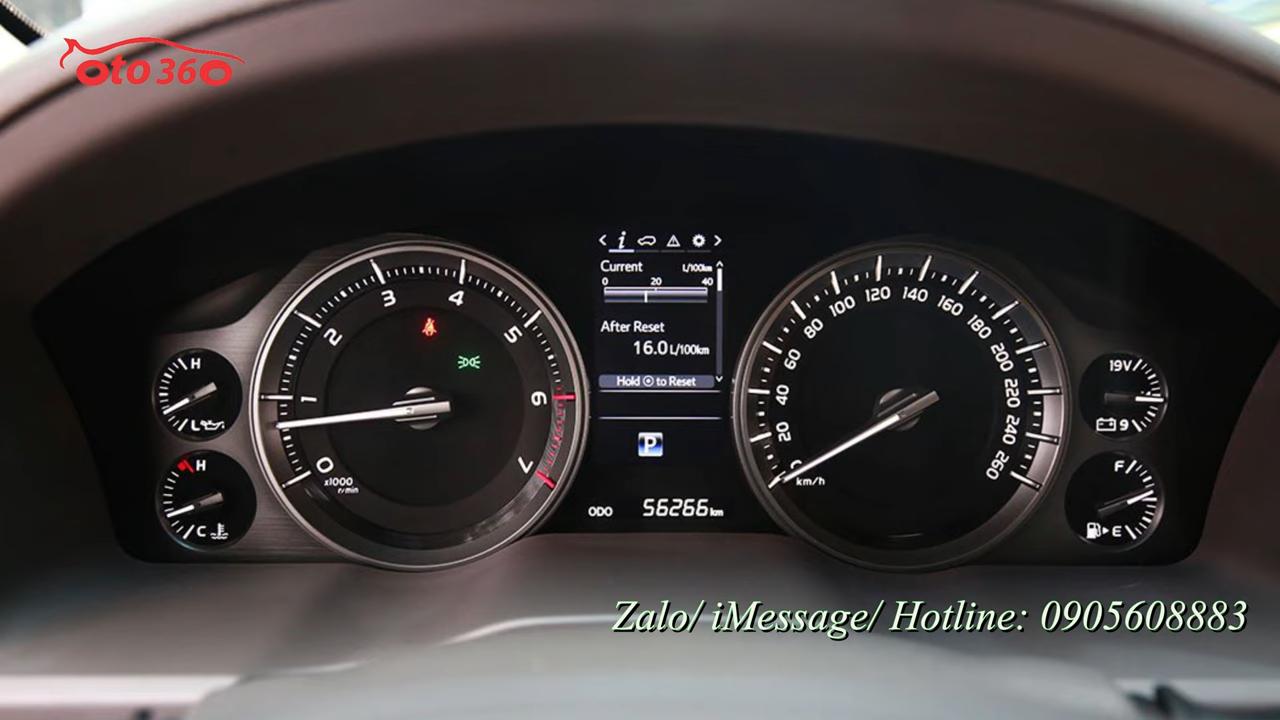 oto 360
Current L/100km
0 20 40
After Reset
16.0 L/100km
Hold to Reset
P
ODO 56266 km
0 1 2 3 4 5 6 7
x1000
r/min
20 40 60 80 100 120 140 160 180 200 220 240 260
km/h
H
L
H
C
19V
9
F
E
Zalo/ iMessage/ Hotline: 0905608883